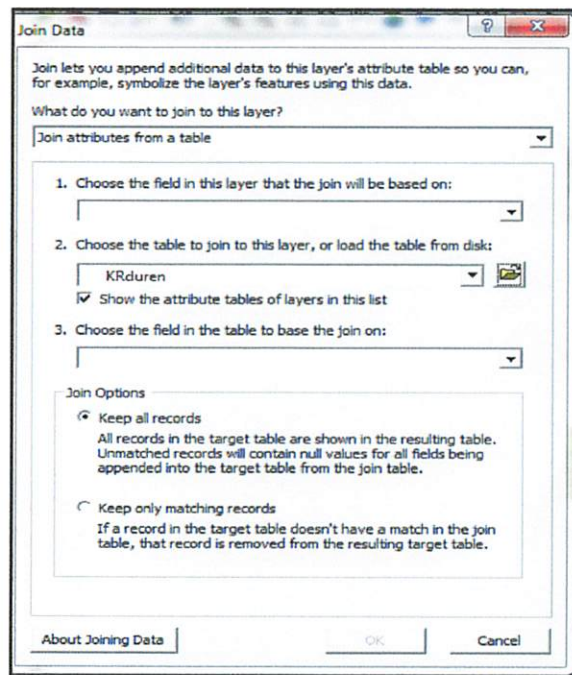 Join Data
Join lets you append additional data to this layer's attribute table so you can,
for example, symbolize the layer's features using this data.
What do you want to join to this layer?
Join attributes from a table
1. Choose the field in this layer that the join will be based on:
2. Choose the table to join to this layer, or load the table from disk:
KRduren
Show the attribute tables of layers in this list
3. Choose the field in the table to base the join on:
Join Options
Keep all records
All records in the target table are shown in the resulting table.
Unmatched records will contain null values for all fields being
appended into the target table from the join table.
Keep only matching records
If a record in the target table doesn't have a match in the join
table, that record is removed from the resulting target table.
About Joining Data
OK
Cancel